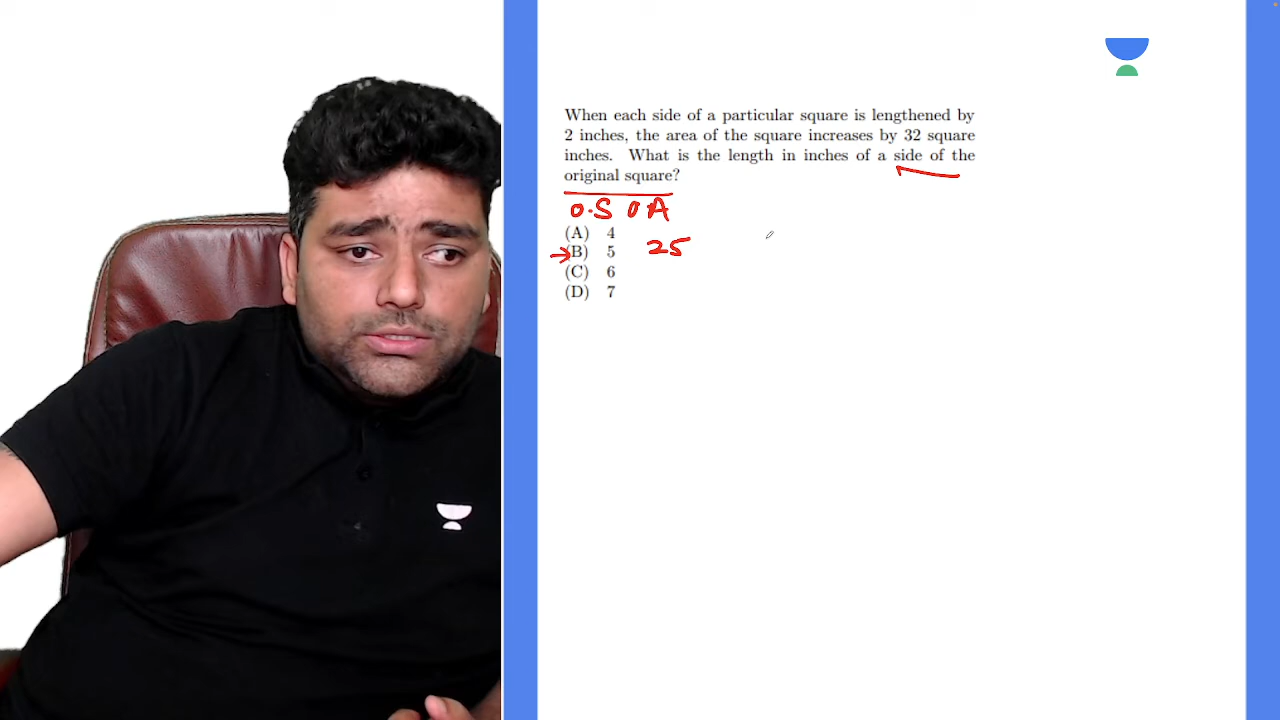 When each side of a particular square is lengthened by
2 inches, the area of the square increases by 32 square
inches. What is the length in inches of a side of the
original square?
O.S O A
(A) 4
(B) 5 25
(C) 6
(D) 7